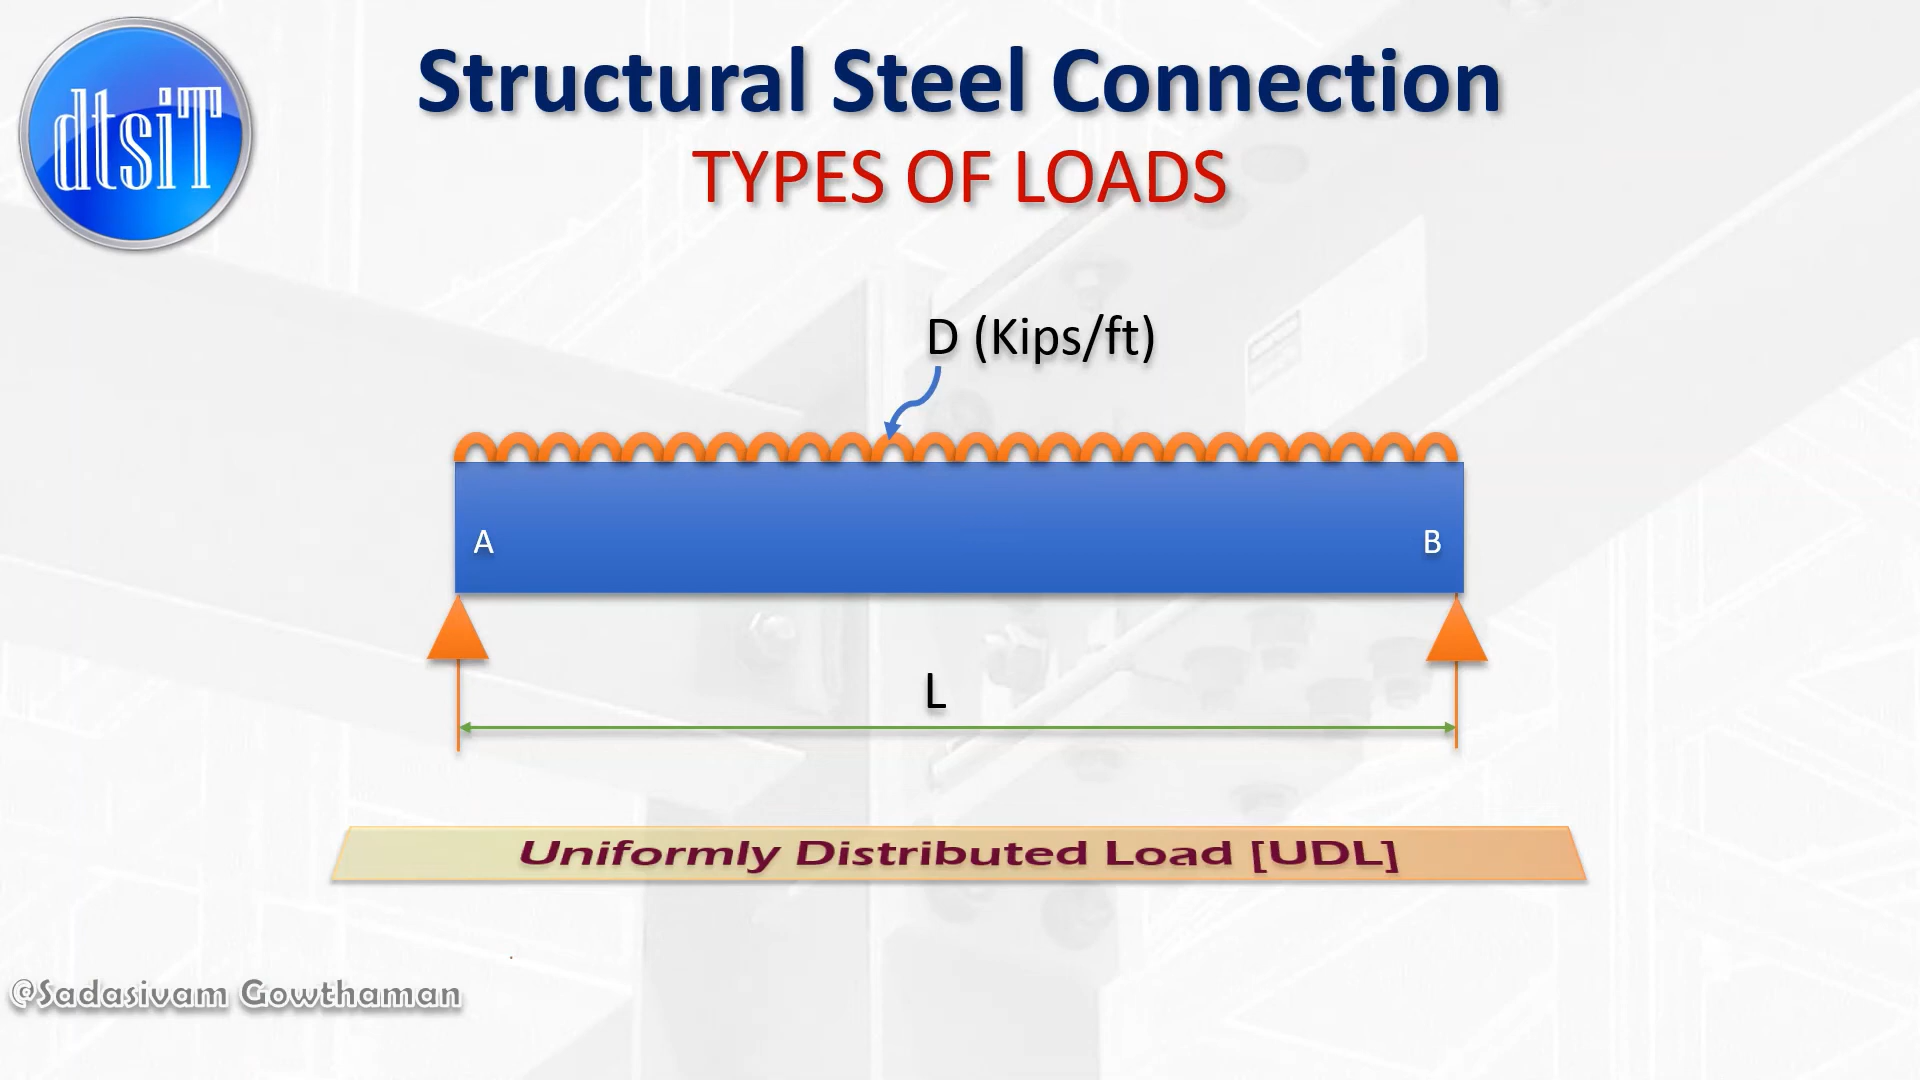 dtsiT
Structural Steel Connection
TYPES OF LOADS
D (Kips/ft)
A
B
L
Uniformly Distributed Load [UDL]
@Sadasivam Gowthaman